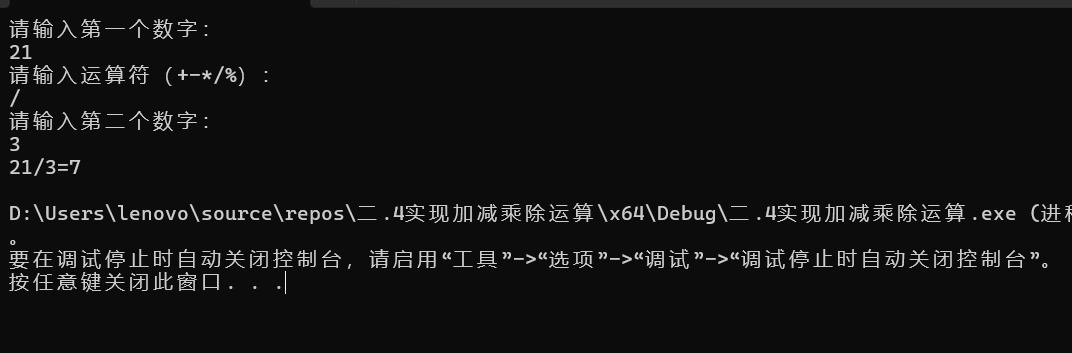 请输入第一个数字：
21
请输入运算符（+-*/%）：
/
请输入第二个数字：
3
21/3=7
D:\Users\lenovo\source\repos\二.4实现加减乘除运算\x64\Debug\二.4实现加减乘除运算.exe (进
。
要在调试停止时自动关闭控制台，请启用“工具”->“选项”->“调试”->“调试停止时自动关闭控制台”。
按任意键关闭此窗口. . .